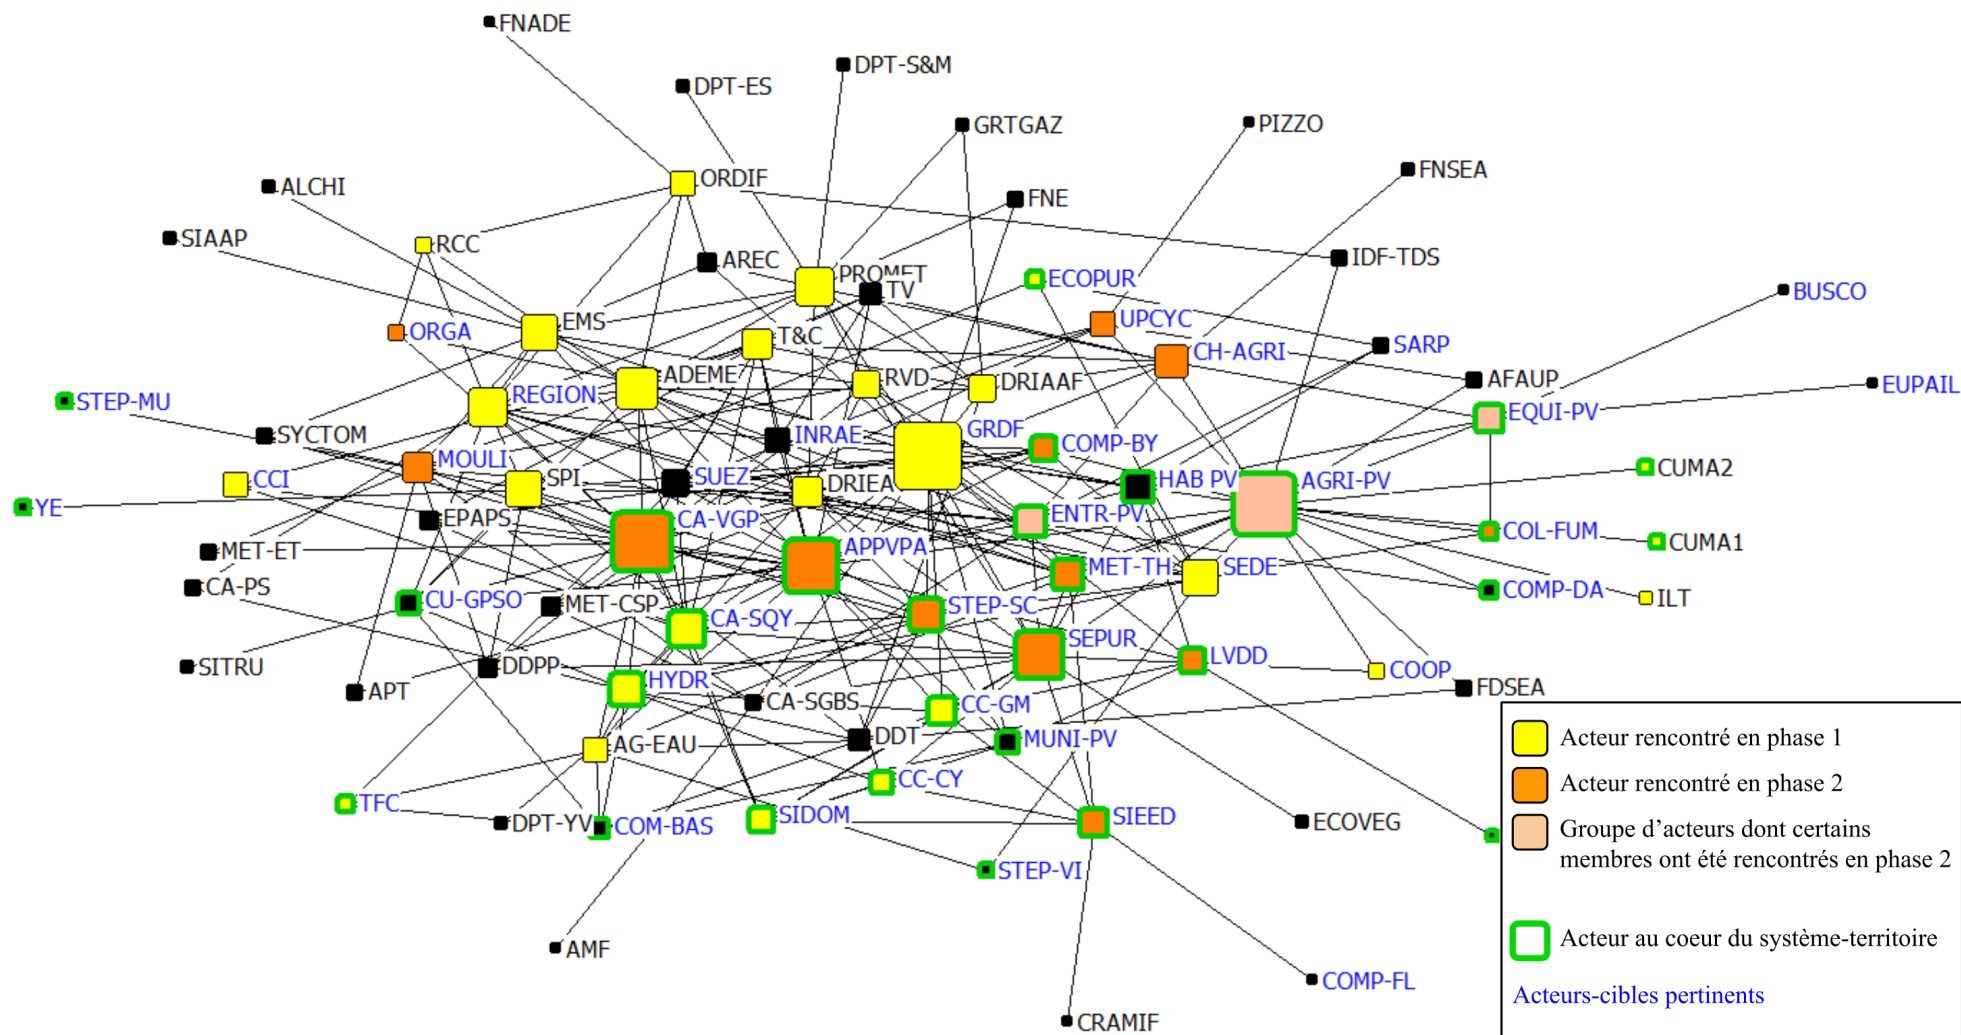 FNADE
DPT-S&M
DPT-ES
GRTGAZ
PIZZO
FNSEA
ORDIF
ALCHI
FNE
SIAAP
RCC
AREC
IDF-TDS
PROMET
TV
ECOPUR
BUSCO
ORGA
EMS
T&C
UPCYC
CH-AGRI
SARP
ADEME
RVD
DRIAAF
AFAUP
EUPAIL
STEP-MU
REGION
EQUI-PV
SYCTOM
INRAE
GRDF
COMP-BY
MOULI
CUMA2
CCI
SPI
SUEZ
DRIEA
HAB PV
AGRI-PV
YE
EPAPS
CA-VGP
ENTR-PV
COL-FUM
MET-ET
APPVPA
CUMA1
MET-TH
SEDE
CA-PS
CU-GPSO
MET-CSP
CA-SQY
STEP-SC
COMP-DA
ILT
SEPUR
SITRU
DDPP
LVDD
COOP
APT
HYDR
CA-SGBS
CC-GM
FDSEA
AG-EAU
DDT
MUNI-PV
CC-CY
TFC
DPT-YV
COM-BAS
SIDOM
SIEED
ECOVEG
STEP-VI
AMF
COMP-FL
CRAMIF
Acteur rencontré en phase 1
Acteur rencontré en phase 2
Groupe d'acteurs dont certains
membres ont été rencontrés en phase 2
Acteur au coeur du système-territoire
Acteurs-cibles pertinents